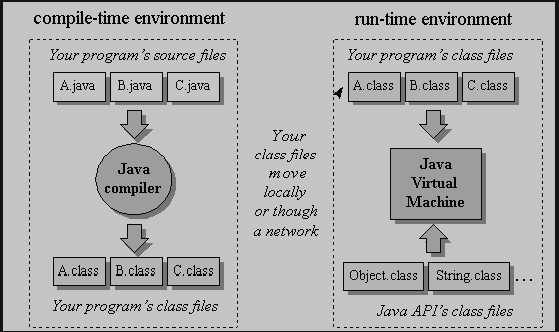 compile-time environment
Your program's source files
A.java B.java C.java
Java
compiler
A.class B.class C.class
Your program's class files
Your
class files
move
locally
or though
a network
run-time environment
Your program's class files
A.class B.class C.class
Java
Virtual
Machine
Object.class String.class ...
Java API's class files